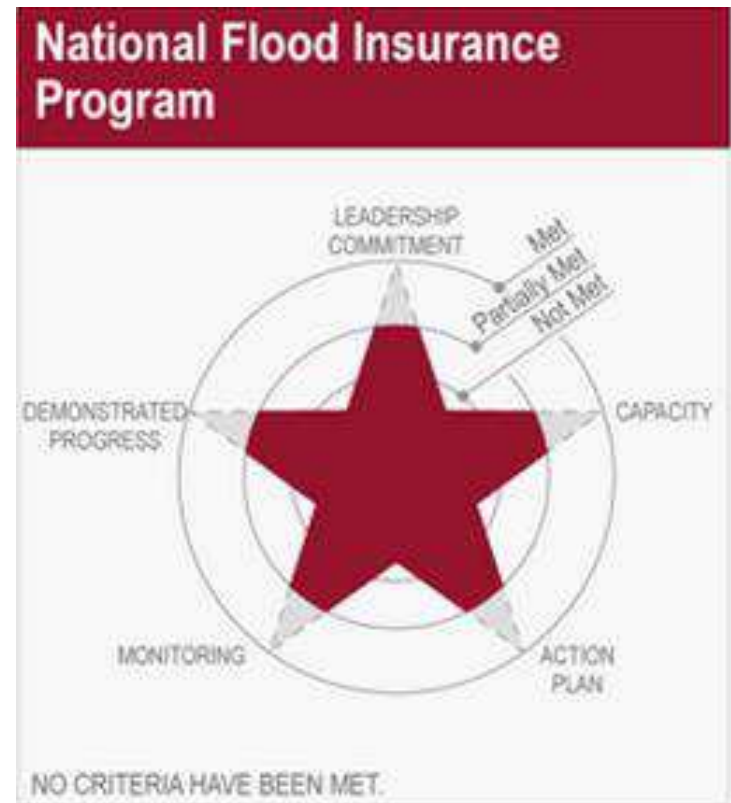 National Flood Insurance
Program
LEADERSHIP
COMMITMENT
Met
Partially Met
Not Met
DEMONSTRATED
PROGRESS
CAPACITY
MONITORING
ACTION
PLAN
NO CRITERIA HAVE BEEN MET.